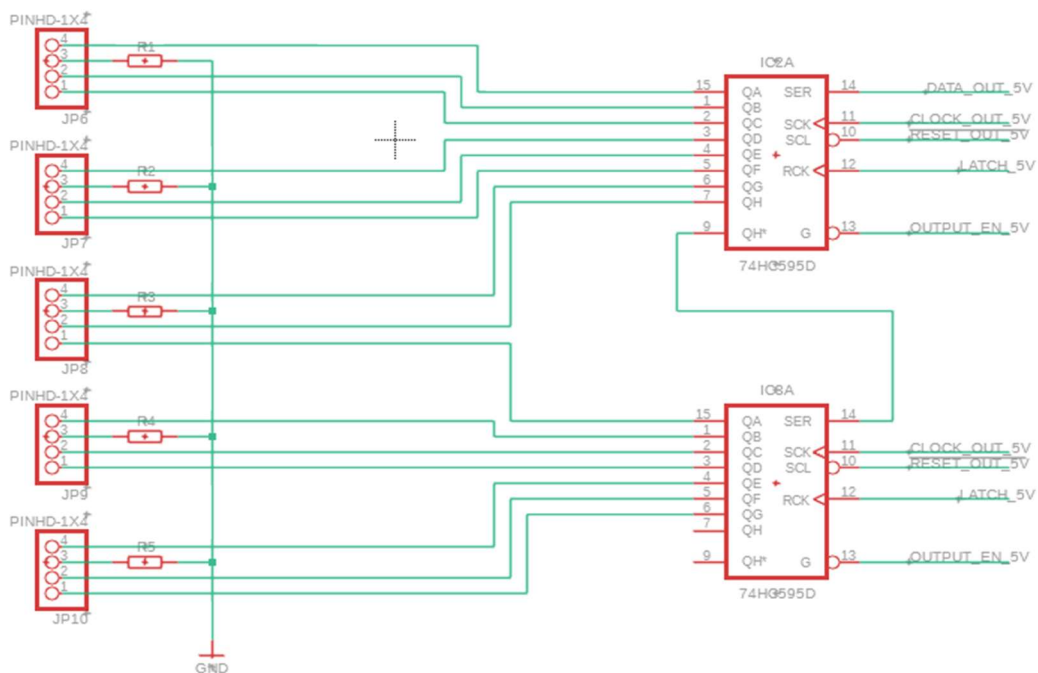 PINHD-1X4
4
3
2
1
R1
JP6
PINHD-1X4
4
3
2
1
R2
JP7
PINHD-1X4
4
3
2
1
R3
JP8
PINHD-1X4
4
3
2
1
R4
JP9
PINHD-1X4
4
3
2
1
R5
JP10
GND
IC2A
15 QA SER 14 DATA_OUT_5V
1 QB
2 QC SCK 11 CLOCK_OUT_5V
3 QD SCL 10 RESET_OUT_5V
4 QE
5 QF RCK 12 LATCH_5V
6 QG
7 QH
9 QH* G 13 OUTPUT_EN_5V
74HC595D
IC3A
15 QA SER 14
1 QB
2 QC SCK 11 CLOCK_OUT_5V
3 QD SCL 10 RESET_OUT_5V
4 QE
5 QF RCK 12 LATCH_5V
6 QG
7 QH
9 QH* G 13 OUTPUT_EN_5V
74HC595D